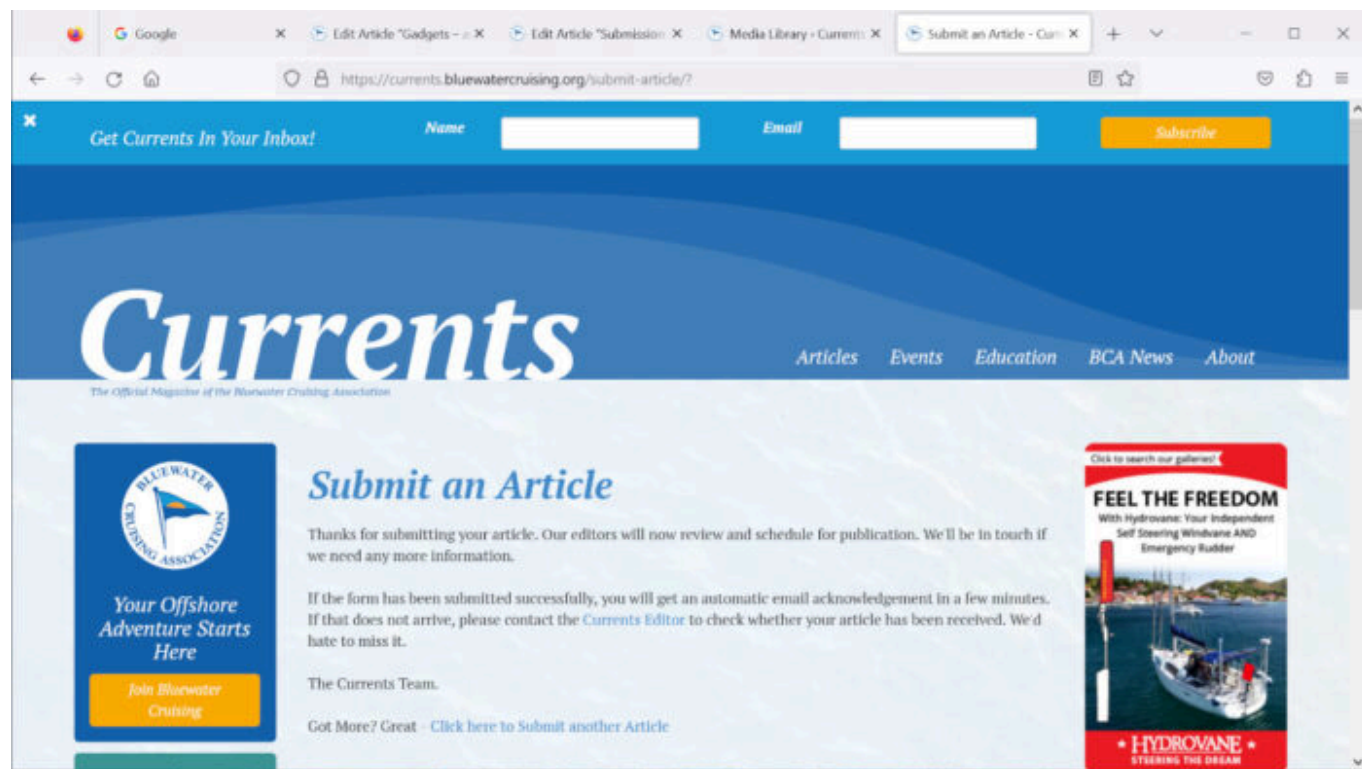 Google
Edit Article "Gadgets –
Edit Article "Submission
Media Library ‹ Currents
Submit an Article - Curr
https://currents.bluewatercruising.org/submit-article/?
Get Currents In Your Inbox!
Name
Email
Subscribe
Currents
Articles Events Education BCA News About
The Official Magazine of the Bluewater Cruising Association
BLUEWATER CRUISING ASSOCIATION
Your Offshore
Adventure Starts
Here
Join Bluewater
Cruising
Submit an Article
Thanks for submitting your article. Our editors will now review and schedule for publication. We'll be in touch if
we need any more information.
If the form has been submitted successfully, you will get an automatic email acknowledgement in a few minutes.
If that does not arrive, please contact the Currents Editor to check whether your article has been received. We'd
hate to miss it.
The Currents Team.
Got More? Great - Click here to Submit another Article
Click to search our galleries!
FEEL THE FREEDOM
With Hydrovane: Your Independent
Self Steering Windvane AND
Emergency Rudder
HYDROVANE
STEERING THE DREAM